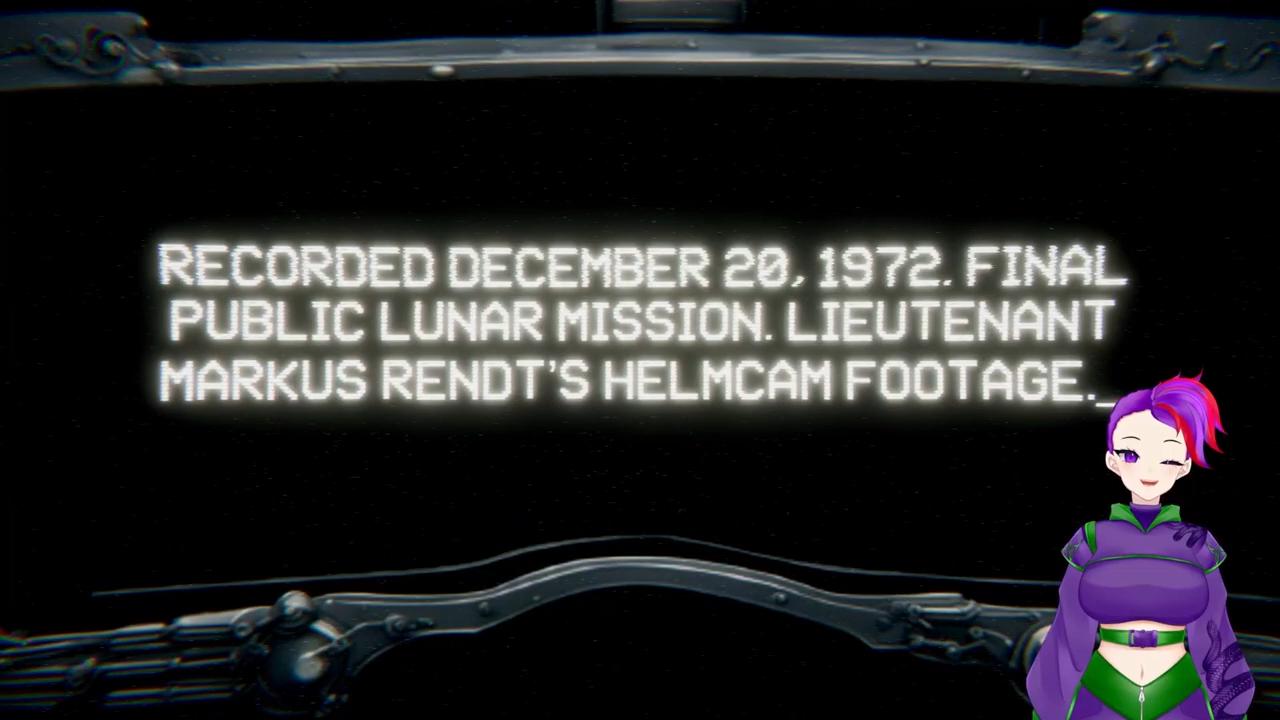 RECORDED DECEMBER 20, 1972. FINAL
PUBLIC LUNAR MISSION. LIEUTENANT
MARKUS RENDT'S HELMCAM FOOTAGE._